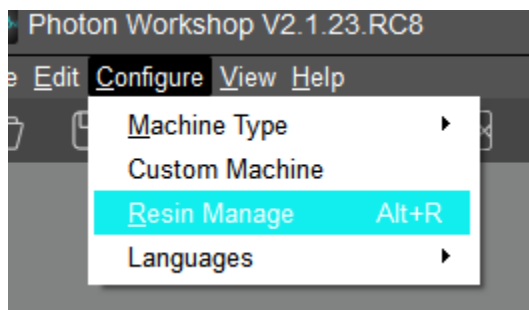 Photon Workshop V2.1.23.RC8
e Edit Configure View Help
Machine Type
Custom Machine
Resin Manage Alt+R
Languages